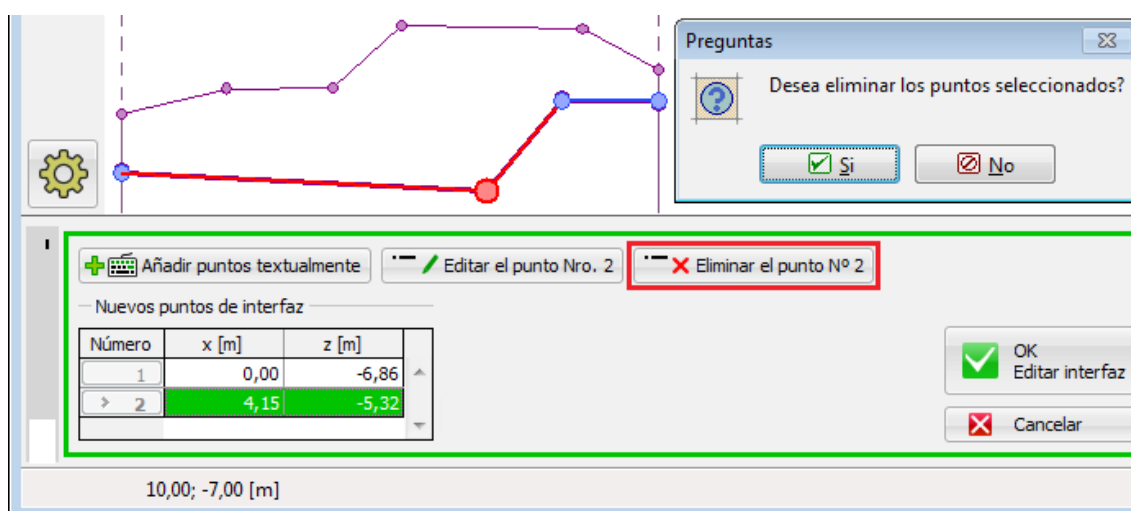 Preguntas
Desea eliminar los puntos seleccionados?
Si
No
Añadir puntos textualmente
Editar el punto Nro. 2
Eliminar el punto Nº 2
Nuevos puntos de interfaz
Número x [m] z [m]
1 0,00 -6,86
> 2 4,15 -5,32
OK
Editar interfaz
Cancelar
10,00; -7,00 [m]